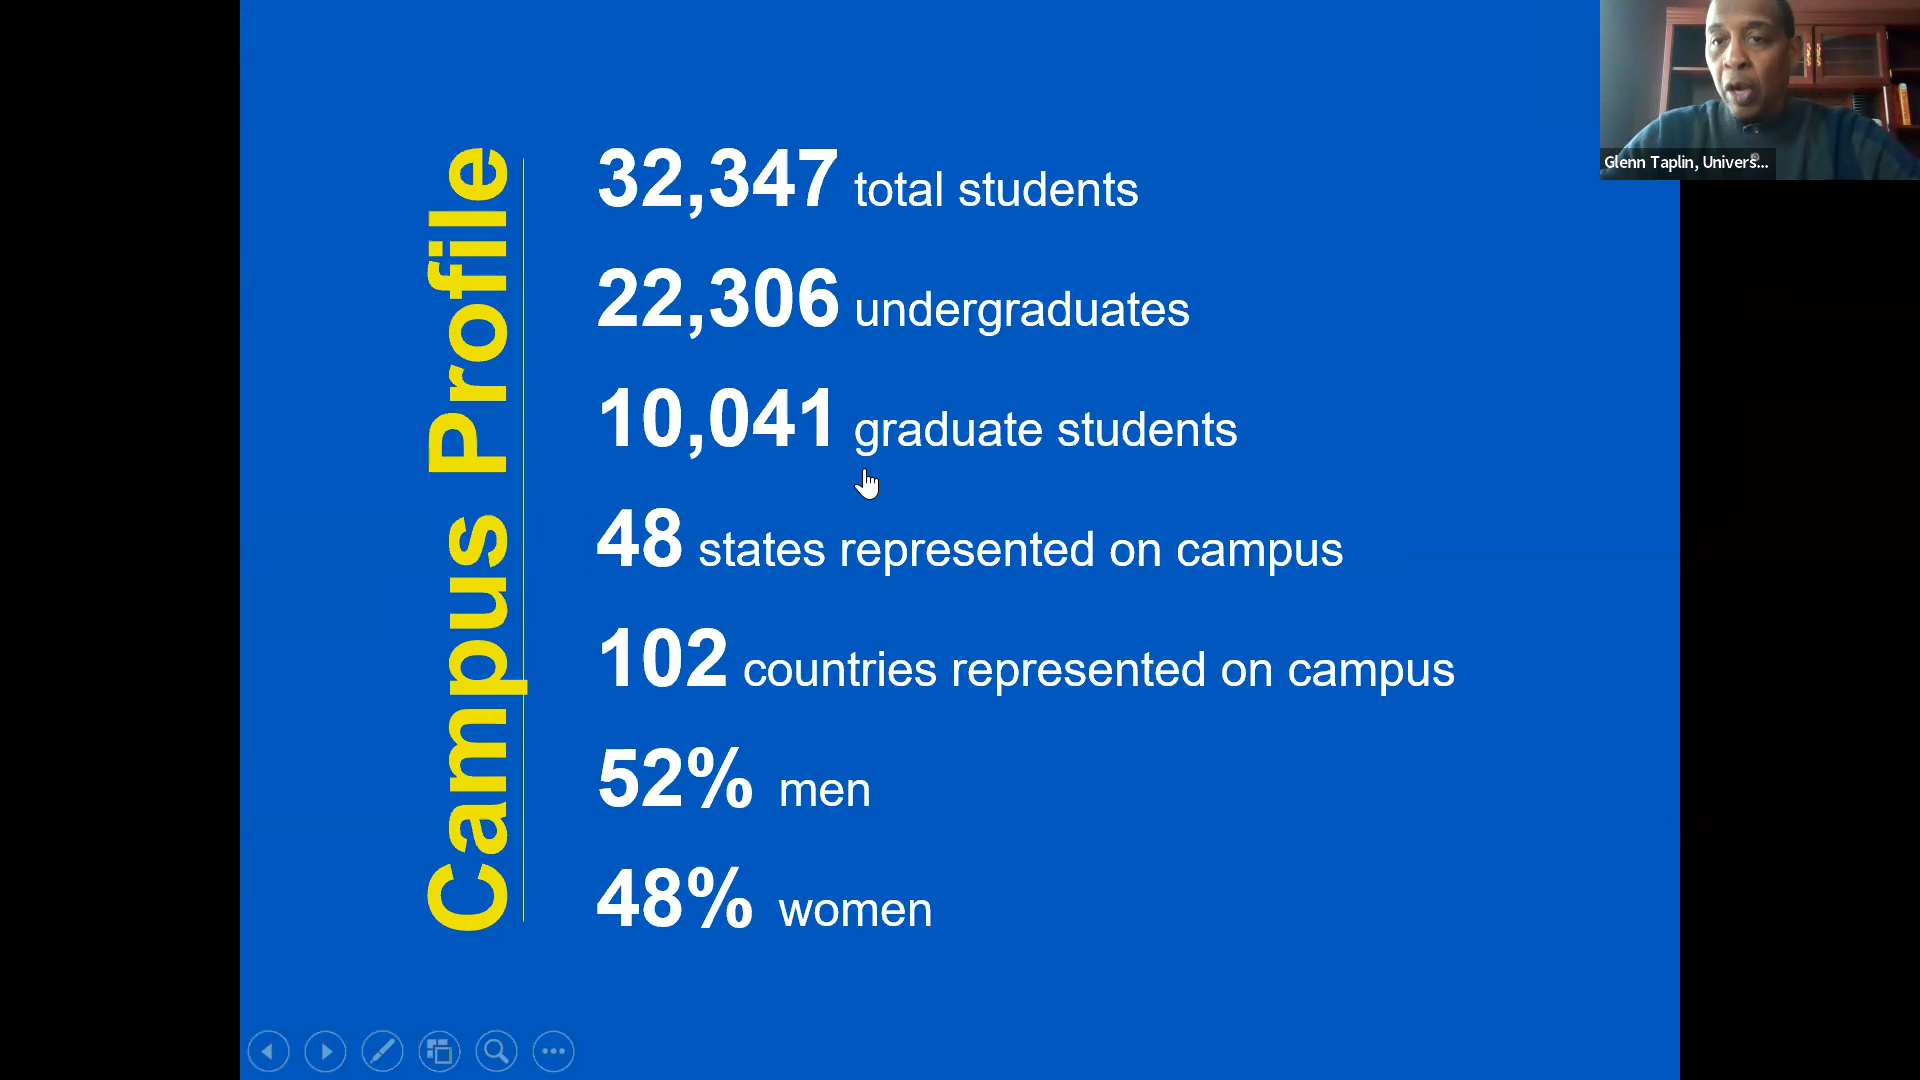 Campus Profile
32,347 total students
22,306 undergraduates
10,041 graduate students
48 states represented on campus
102 countries represented on campus
52% men
48% women
Glenn Taplin, Univers...